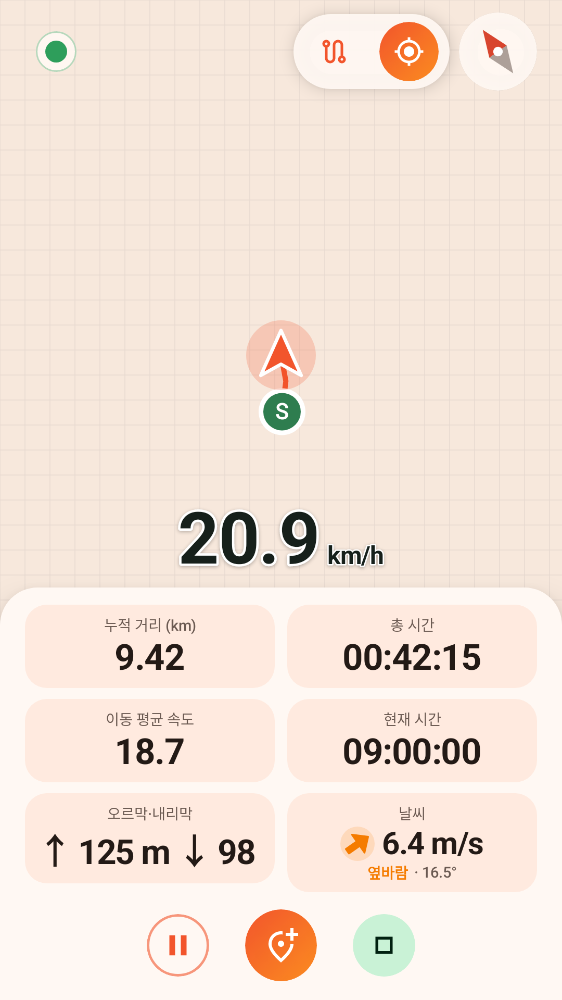 S
20.9 km/h
누적 거리 (km)
9.42
총 시간
00:42:15
이동 평균 속도
18.7
현재 시간
09:00:00
오르막·내리막
↑ 125 m ↓ 98
날씨
6.4 m/s
옆바람 · 16.5°